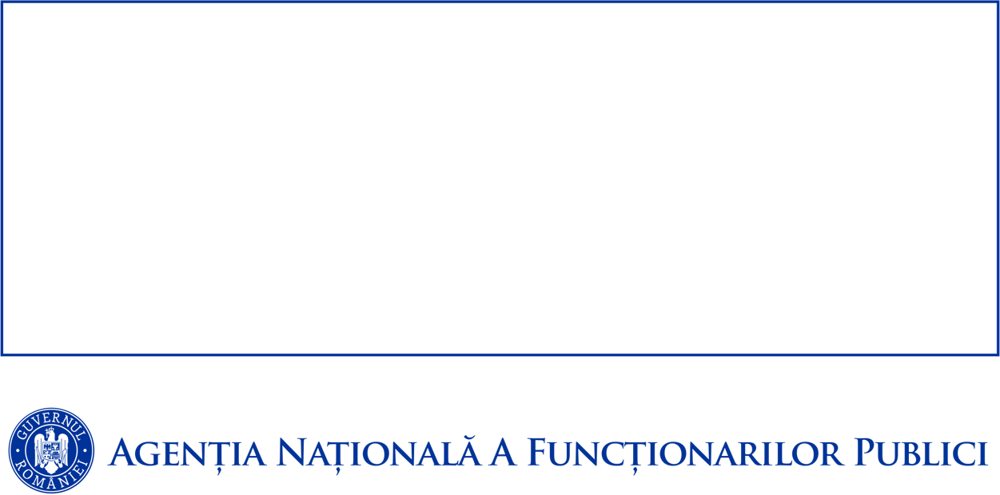 GUVERNUL ROMÂNIEI
AGENȚIA NAȚIONALĂ A FUNCȚIONARILOR PUBLICI